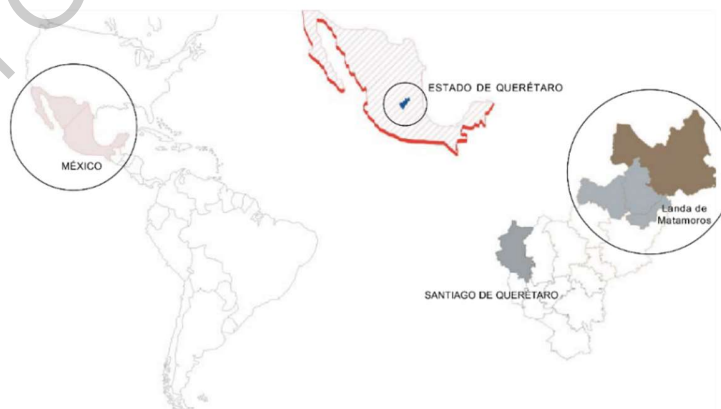 ESTADO DE QUERÉTARO
MÉXICO
Landa de
Matamoros
SANTIAGO DE QUERÉTARO